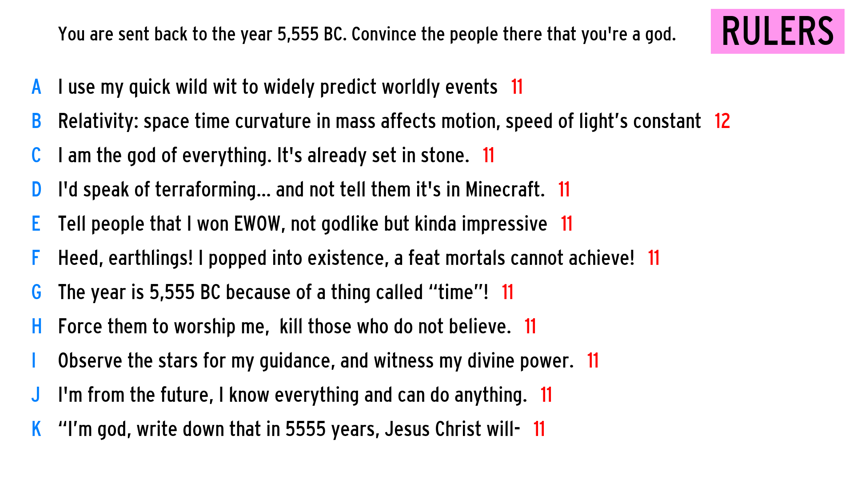 You are sent back to the year 5,555 BC. Convince the people there that you're a god.
RULERS
A I use my quick wild wit to widely predict worldly events 11
B Relativity: space time curvature in mass affects motion, speed of light’s constant 12
C I am the god of everything. It's already set in stone. 11
D I'd speak of terraforming... and not tell them it's in Minecraft. 11
E Tell people that I won EWOW, not godlike but kinda impressive 11
F Heed, earthlings! I popped into existence, a feat mortals cannot achieve! 11
G The year is 5,555 BC because of a thing called “time”! 11
H Force them to worship me,  kill those who do not believe. 11
I Observe the stars for my guidance, and witness my divine power. 11
J I'm from the future, I know everything and can do anything. 11
K “I’m god, write down that in 5555 years, Jesus Christ will- 11